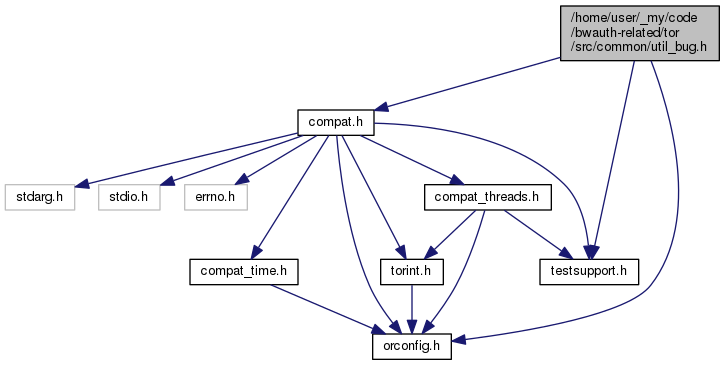 /home/user/_my/code
/bwauth-related/tor
/src/common/util_bug.h
compat.h
stdarg.h
stdio.h
errno.h
compat_threads.h
compat_time.h
torint.h
testsupport.h
orconfig.h